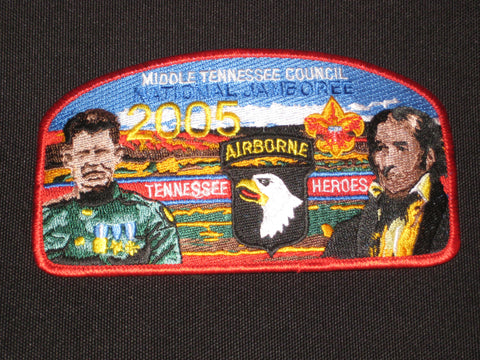 MIDDLE TENNESSEE COUNCIL
NATIONAL JAMBOREE
2005
AIRBORNE
TENNESSEE HEROES